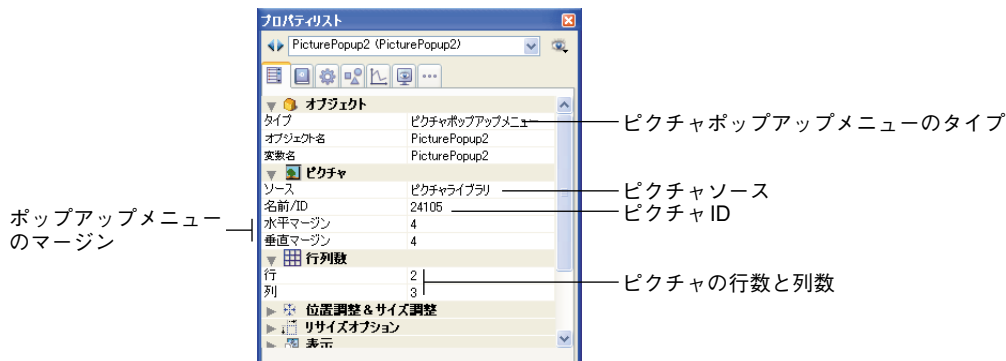 プロパティリスト
PicturePopup2 (PicturePopup2)
オブジェクト
タイプ ピクチャポップアップメニュー
オブジェクト名 PicturePopup2
変数名 PicturePopup2
ピクチャ
ソース ピクチャライブラリ
名前/ID 24105
水平マージン 4
垂直マージン 4
行列数
行 2
列 3
位置調整＆サイズ調整
リサイズオプション
表示
ピクチャポップアップメニューのタイプ
ピクチャソース
ピクチャID
ポップアップメニュー
のマージン
ピクチャの行数と列数